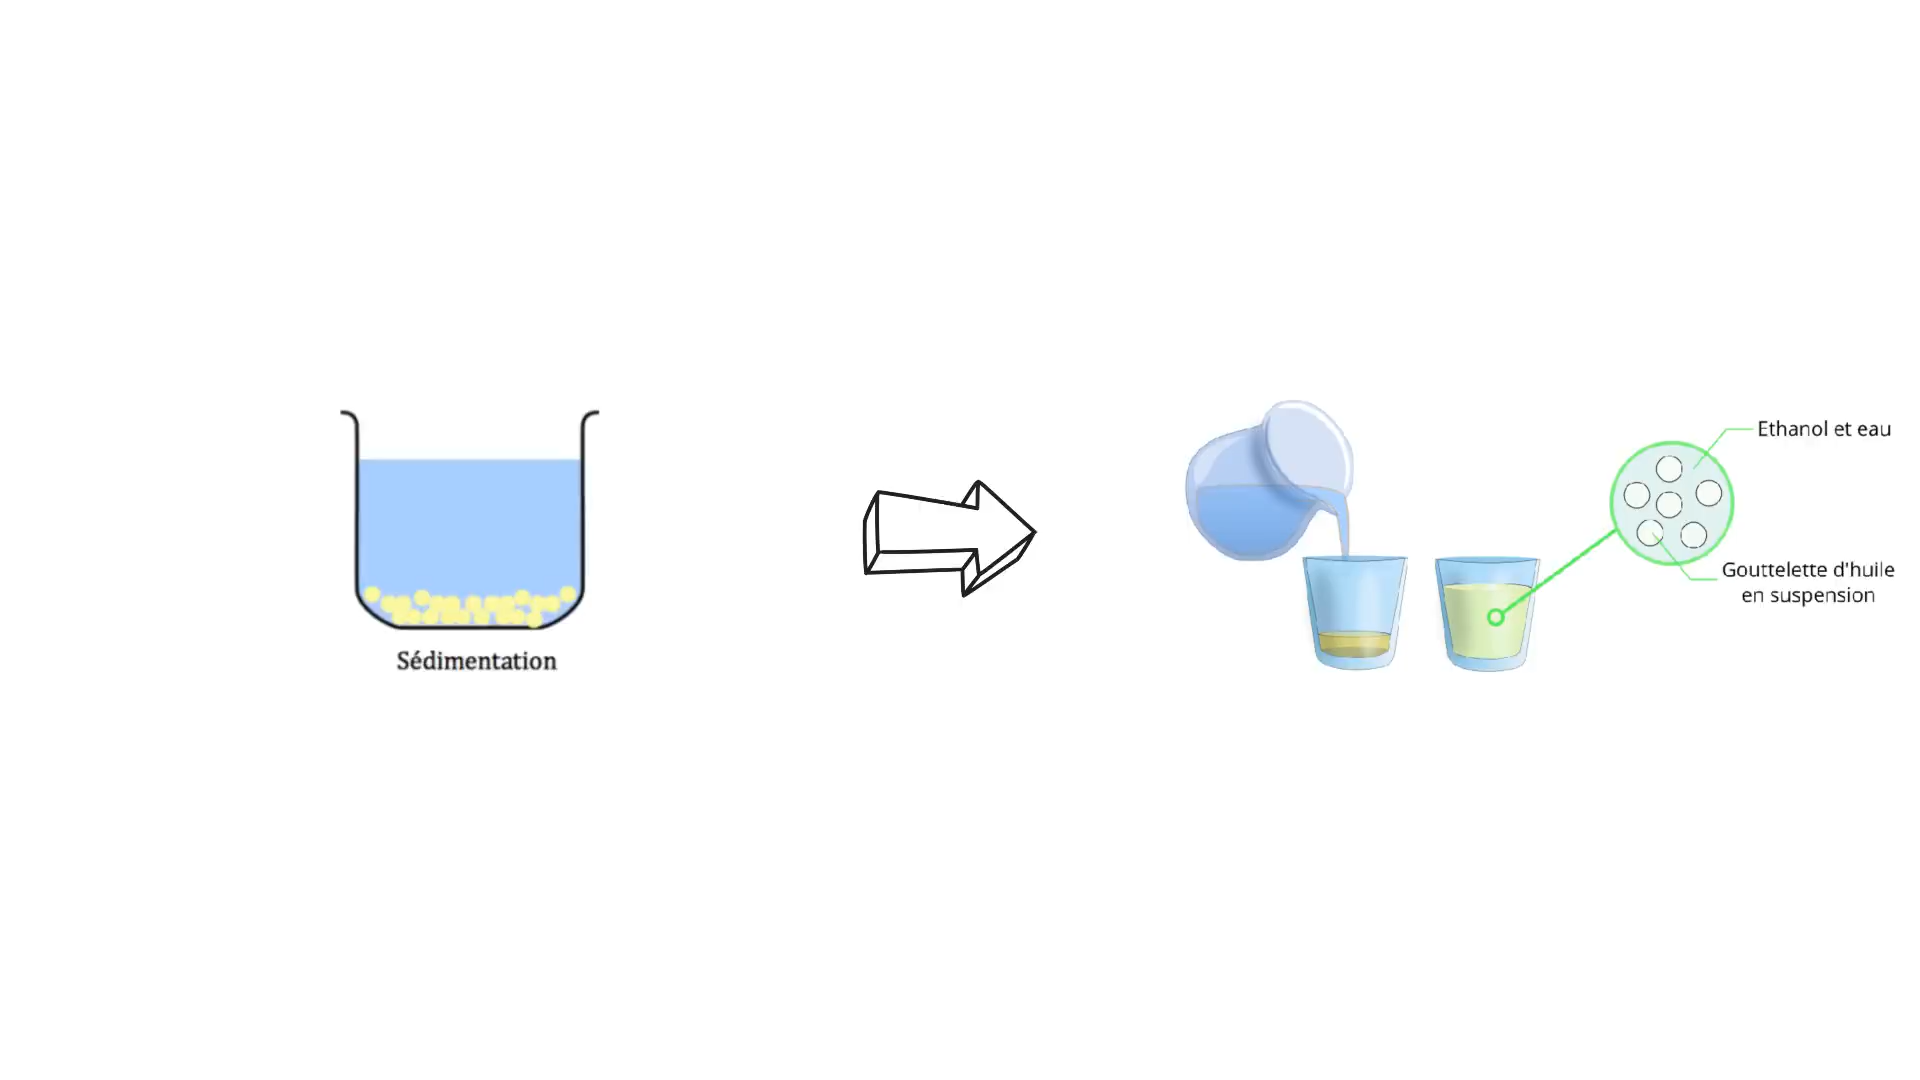 Sédimentation
Ethanol et eau
Gouttelette d'huile
en suspension